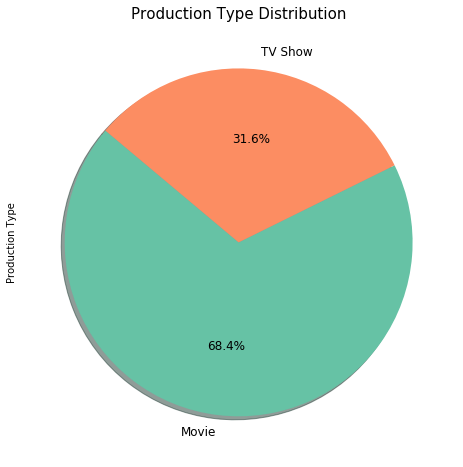 Production Type Distribution
TV Show
31.6%
Production Type
68.4%
Movie